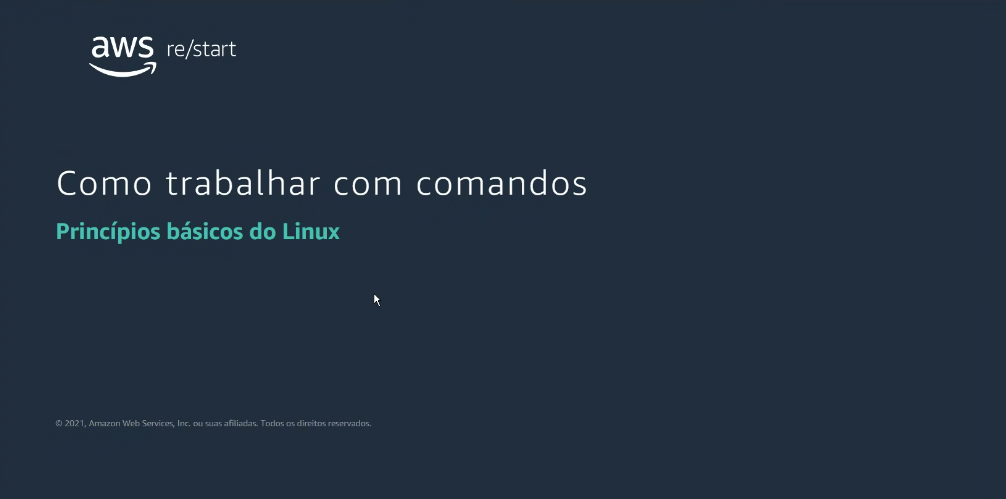 aws re/start
Como trabalhar com comandos
Princípios básicos do Linux
© 2021, Amazon Web Services, Inc. ou suas afiliadas. Todos os direitos reservados.